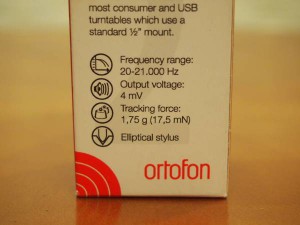 most consumer and USB
turntables which use a
standard ½" mount.
Frequency range:
20-21.000 Hz
Output voltage:
4 mV
Tracking force:
1,75 g (17,5 mN)
Elliptical stylus
ortofon